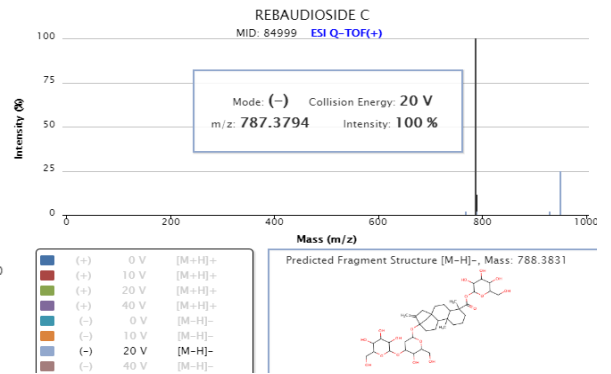 REBAUDIOSIDE C
MID: 84999 ESI Q-TOF(+)
100
75
50
25
0
Intensity (%)
Mode: (-) Collision Energy: 20 V
m/z: 787.3794 Intensity: 100 %
0 200 400 600 800 1000
Mass (m/z)
(+) 0 V [M+H]+
(+) 10 V [M+H]+
(+) 20 V [M+H]+
(+) 40 V [M+H]+
(-) 0 V [M-H]-
(-) 10 V [M-H]-
(-) 20 V [M-H]-
(-) 40 V [M-H]-
Predicted Fragment Structure [M-H]-, Mass: 788.3831